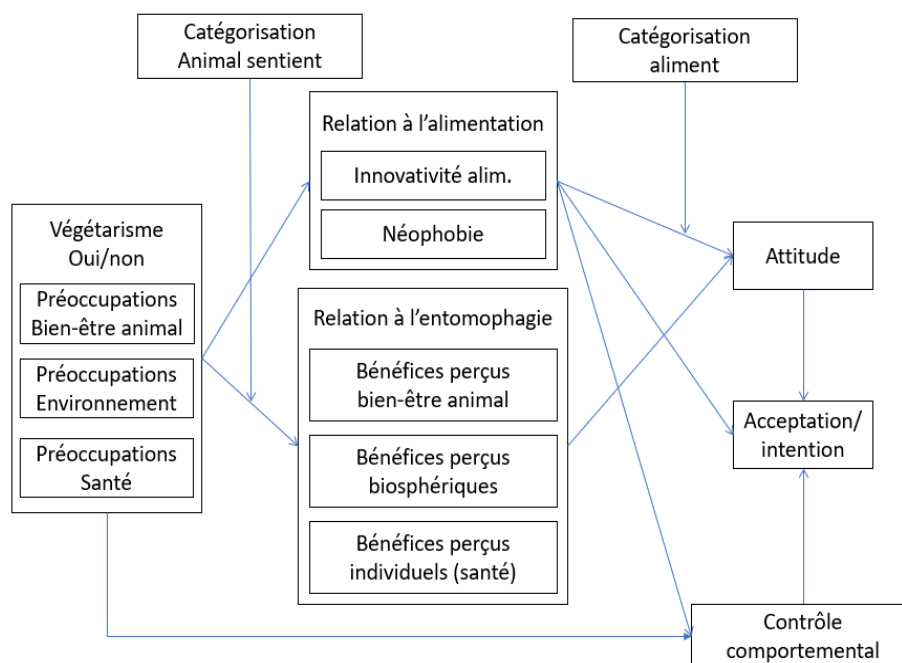 Catégorisation
Animal sentient
Catégorisation
aliment
Relation à l'alimentation
Innovativité alim.
Néophobie
Végétarisme
Oui/non
Préoccupations
Bien-être animal
Préoccupations
Environnement
Préoccupations
Santé
Relation à l'entomophagie
Bénéfices perçus
bien-être animal
Bénéfices perçus
biosphériques
Bénéfices perçus
individuels (santé)
Attitude
Acceptation/
intention
Contrôle
comportemental